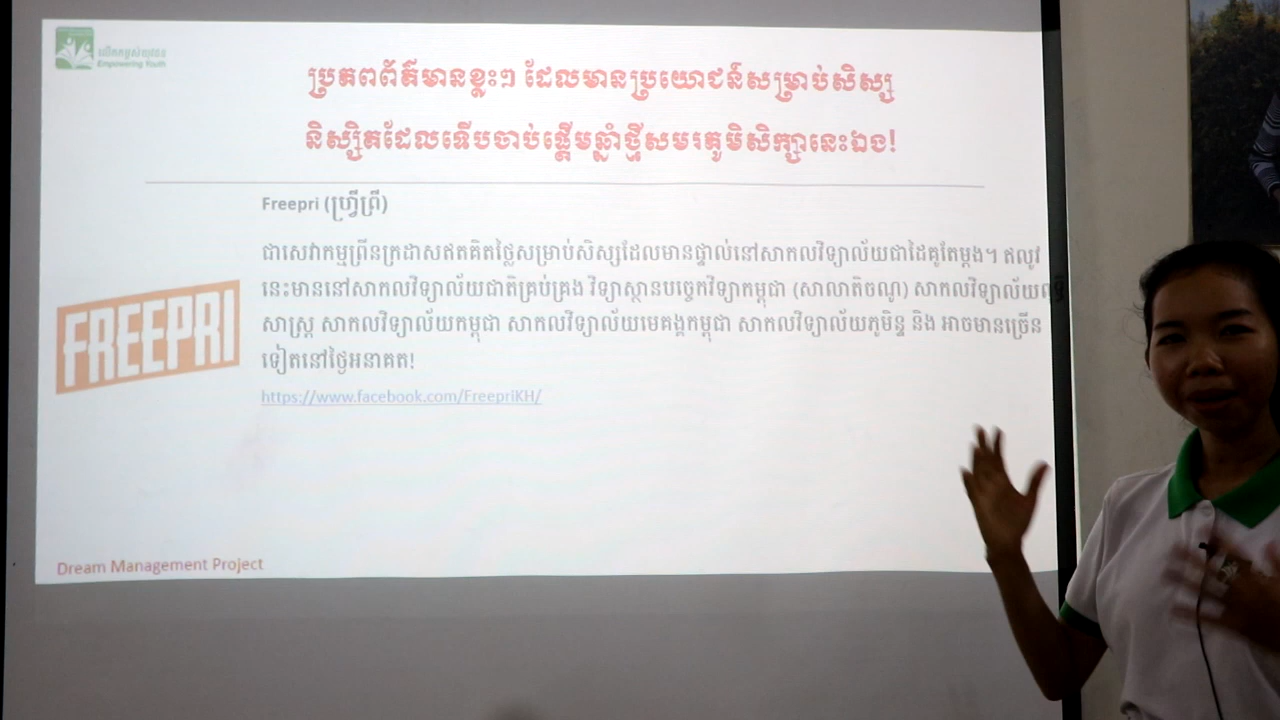 លើកកម្ពស់យុវជន
Empowering Youth
ប្រភពព័ត៌មានខ្លះៗ ដែលមានប្រយោជន៍សម្រាប់សិស្ស
និស្សិតដែលទើបចាប់ផ្តើមឆ្នាំថ្មីសមរភូមិសិក្សានេះឯង!
Freepri (ហ្វ្រីព្រី)
ជាសេវាកម្មព្រីនក្រដាសឥតគិតថ្លៃសម្រាប់សិស្សដែលមានផ្ទាល់នៅសាកលវិទ្យាល័យជាដៃគូតែម្តង។ ឥលូវ
នេះមាននៅសាកលវិទ្យាល័យជាតិគ្រប់គ្រង វិទ្យាស្ថានបច្ចេកវិទ្យាកម្ពុជា (សាលាតិចណូ) សាកលវិទ្យាល័យ
សាស្ត្រ សាកលវិទ្យាល័យកម្ពុជា សាកលវិទ្យាល័យមេគង្គកម្ពុជា សាកលវិទ្យាល័យភូមិន្ទ និង អាចមានច្រើន
ទៀតនៅថ្ងៃអនាគត!
FREEPRI
https://www.facebook.com/FreepriKH/
Dream Management Project